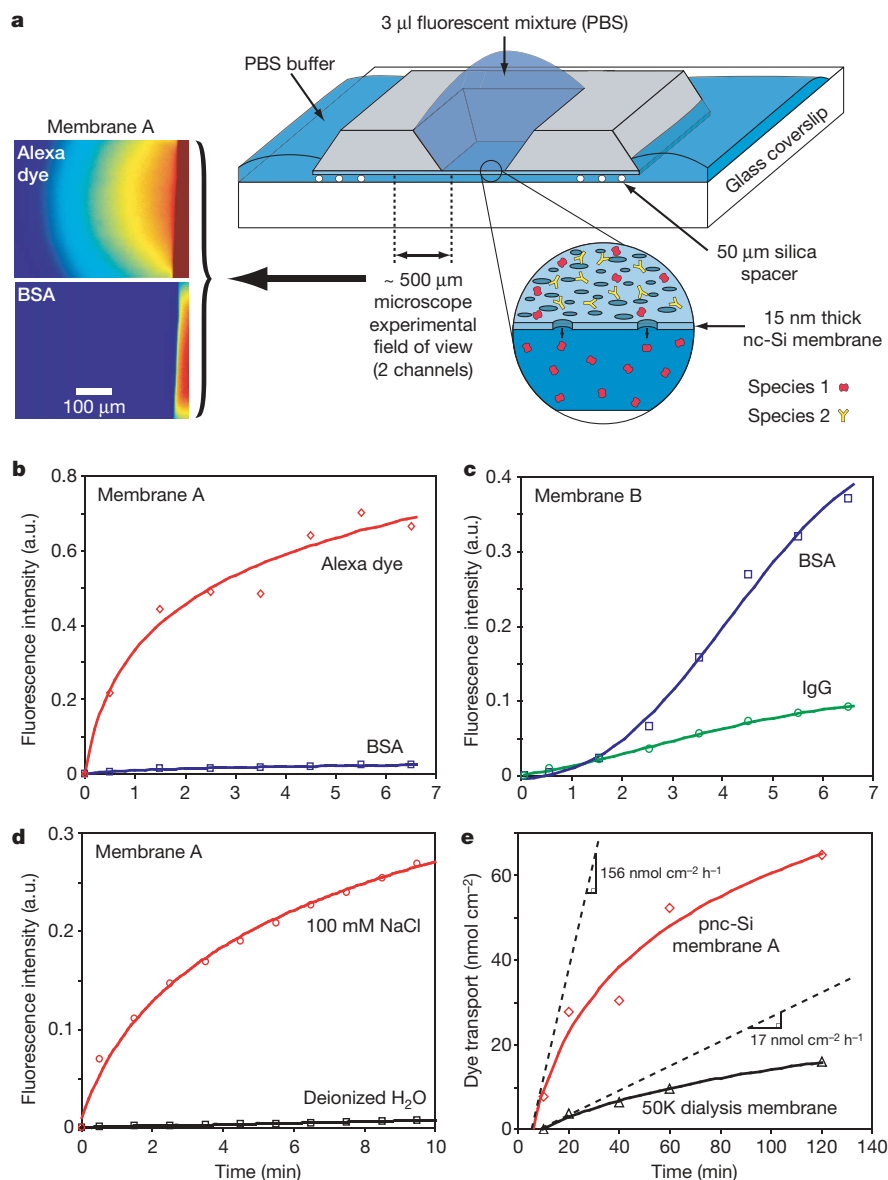 a
3 μl fluorescent mixture (PBS)
PBS buffer
Membrane A
Alexa
dye
BSA
100 μm
Glass coverslip
~ 500 μm
microscope
experimental
field of view
(2 channels)
50 μm silica
spacer
15 nm thick
nc-Si membrane
Species 1
Species 2
b
Membrane A
Fluorescence intensity (a.u.)
0.8
0.6
0.4
0.2
0
Alexa dye
BSA
0 1 2 3 4 5 6 7
c
Membrane B
Fluorescence intensity (a.u.)
0.4
0.3
0.2
0.1
0
BSA
IgG
0 1 2 3 4 5 6 7
d
Membrane A
Fluorescence intensity (a.u.)
0.3
0.2
0.1
0
100 mM NaCl
Deionized H₂O
0 2 4 6 8 10
Time (min)
e
Dye transport (nmol cm⁻²)
60
40
20
0
156 nmol cm⁻² h⁻¹
pnc-Si
membrane A
17 nmol cm⁻² h⁻¹
50K dialysis membrane
0 20 40 60 80 100 120 140
Time (min)